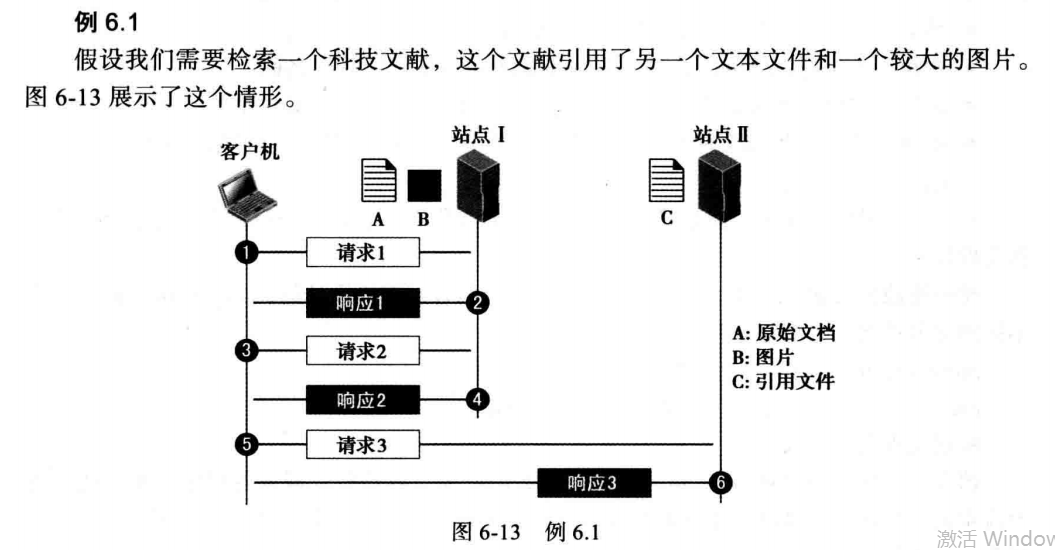 例 6.1
假设我们需要检索一个科技文献，这个文献引用了另一个文本文件和一个较大的图片。
图 6-13 展示了这个情形。
客户机
站点 I
站点 II
A
B
C
1 请求1
响应1 2
3 请求2
响应2 4
5 请求3
响应3 6
A: 原始文档
B: 图片
C: 引用文件
图 6-13 例 6.1
激活 Window